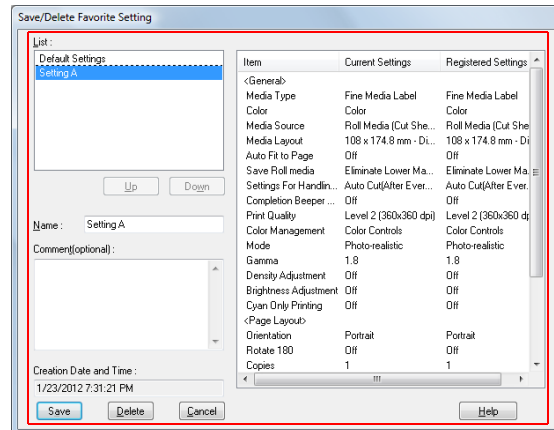 Save/Delete Favorite Setting
List :
Default Settings
Setting A
Up Down
Name : Setting A
Comment(optional) :
Creation Date and Time :
1/23/2012 7:31:21 PM
Save Delete Cancel
Item Current Settings Registered Settings
<General>
Media Type Fine Media Label Fine Media Label
Color Color Color
Media Source Roll Media (Cut She... Roll Media (Cut She
Media Layout 108 x 174.8 mm - Di... 108 x 174.8 mm - Di
Auto Fit to Page Off Off
Save Roll media Eliminate Lower Ma... Eliminate Lower Ma.
Settings For Handlin... Auto Cut(After Ever... Auto Cut(After Ever.
Completion Beeper ... Off Off
Print Quality Level 2 (360x360 dpi) Level 2 (360x360 dp
Color Management Color Controls Color Controls
Mode Photo-realistic Photo-realistic
Gamma 1.8 1.8
Density Adjustment Off Off
Brightness Adjustment Off Off
Cyan Only Printing Off Off
<Page Layout>
Orientation Portrait Portrait
Rotate 180 Off Off
Copies 1 1
Help